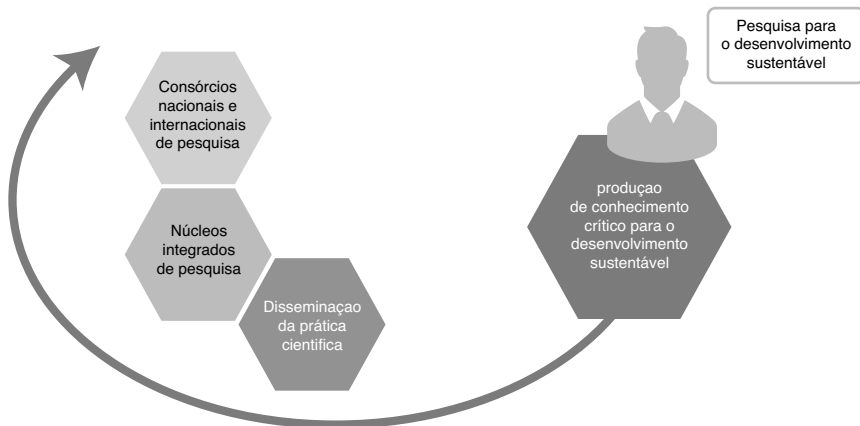 Pesquisa para
o desenvolvimento
sustentável
Consórcios
nacionais e
internacionais
de pesquisa
Núcleos
integrados
de pesquisa
Disseminaçao
da prática
cientifica
produçao
de conhecimento
crítico para o
desenvolvimento
sustentável